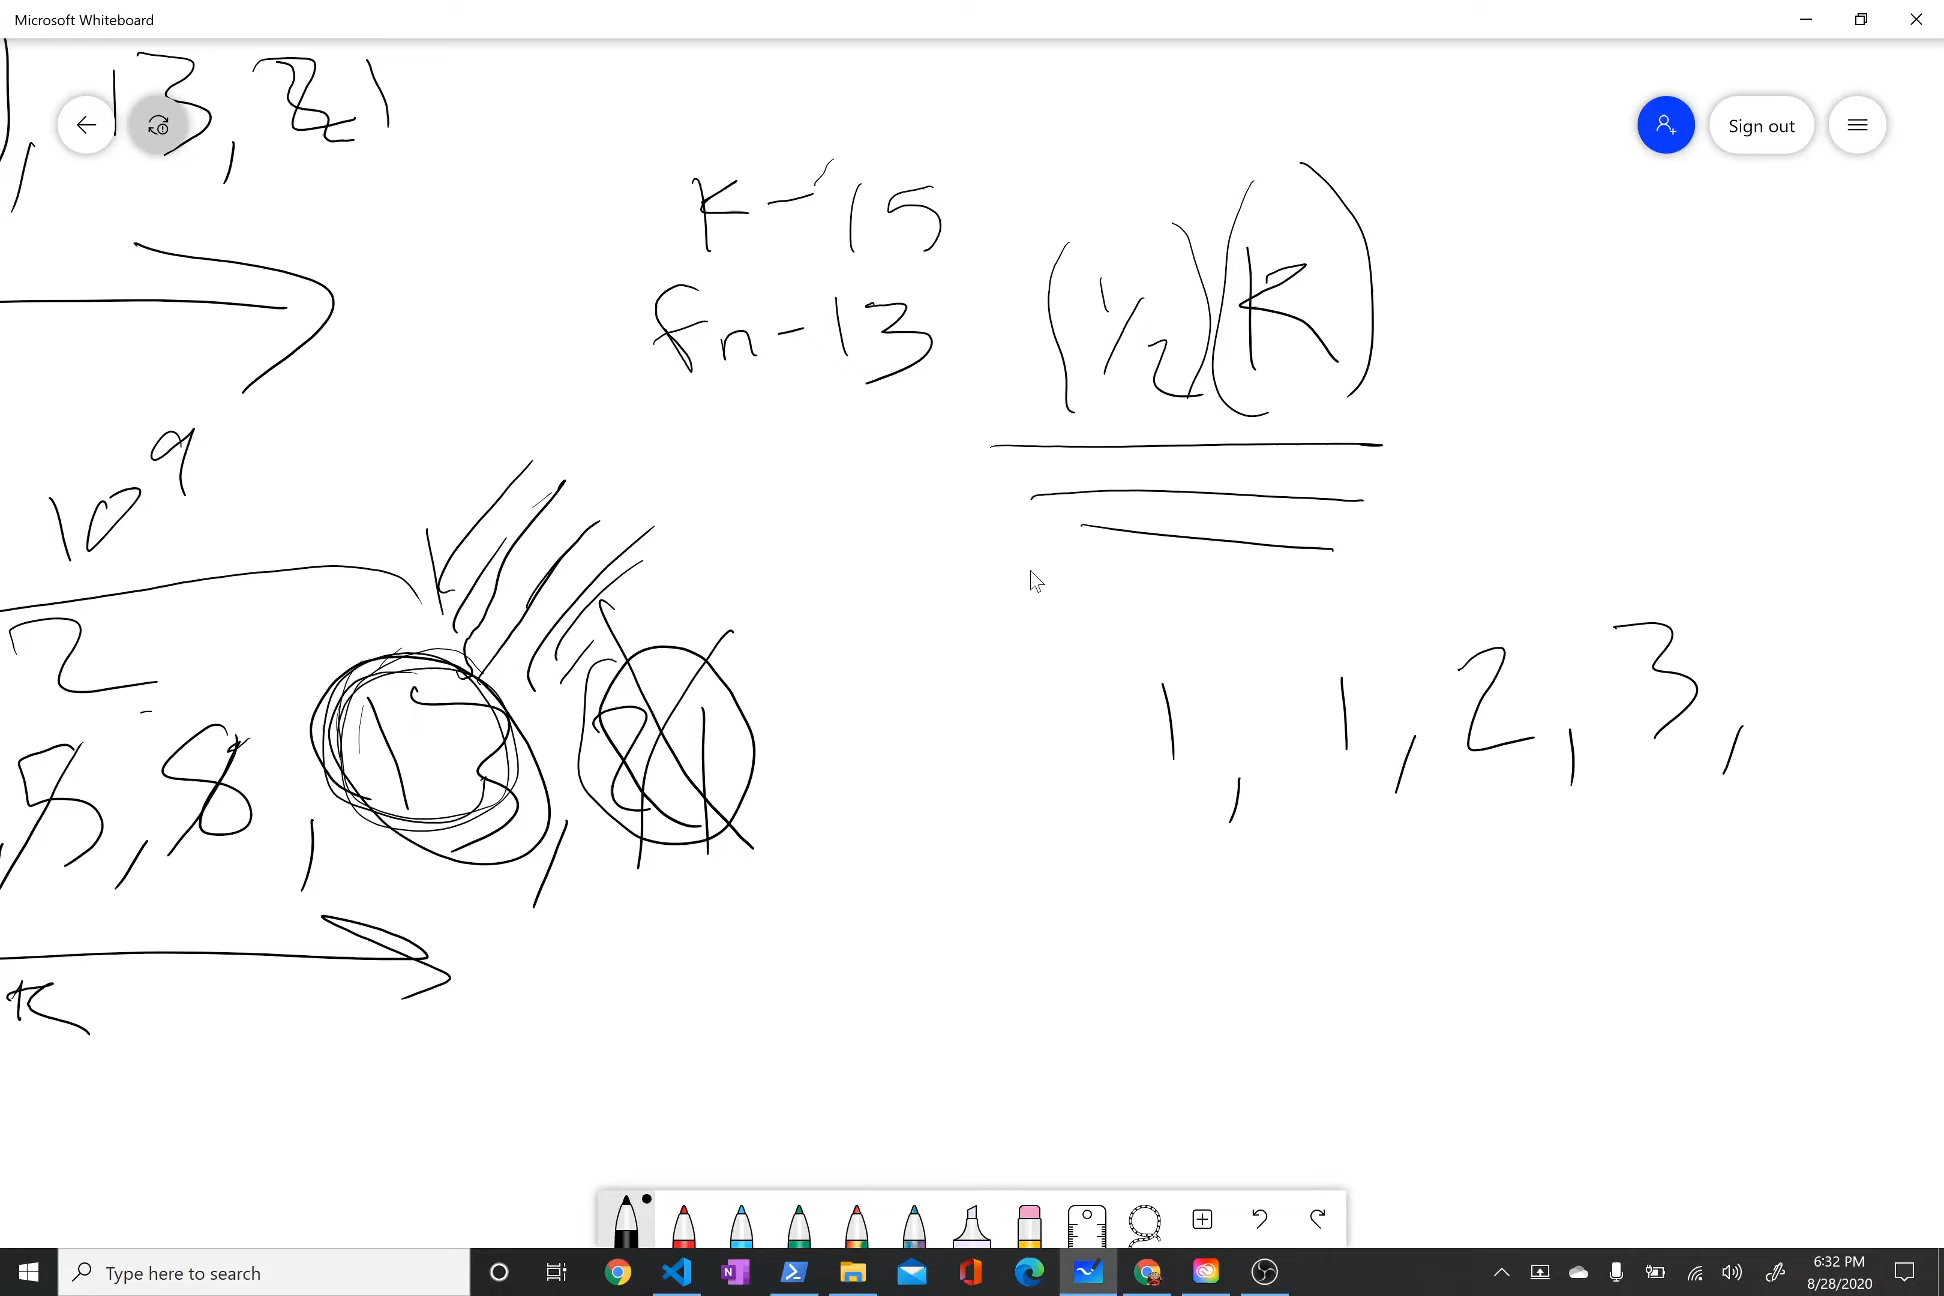 Microsoft Whiteboard
, 13, 21
Sign out
K - 15
fn - 13
(1/2)(K)
10^9
2
K
5, 8, 13, 21
1, 1, 2, 3,
K
Type here to search
6:32 PM
8/28/2020